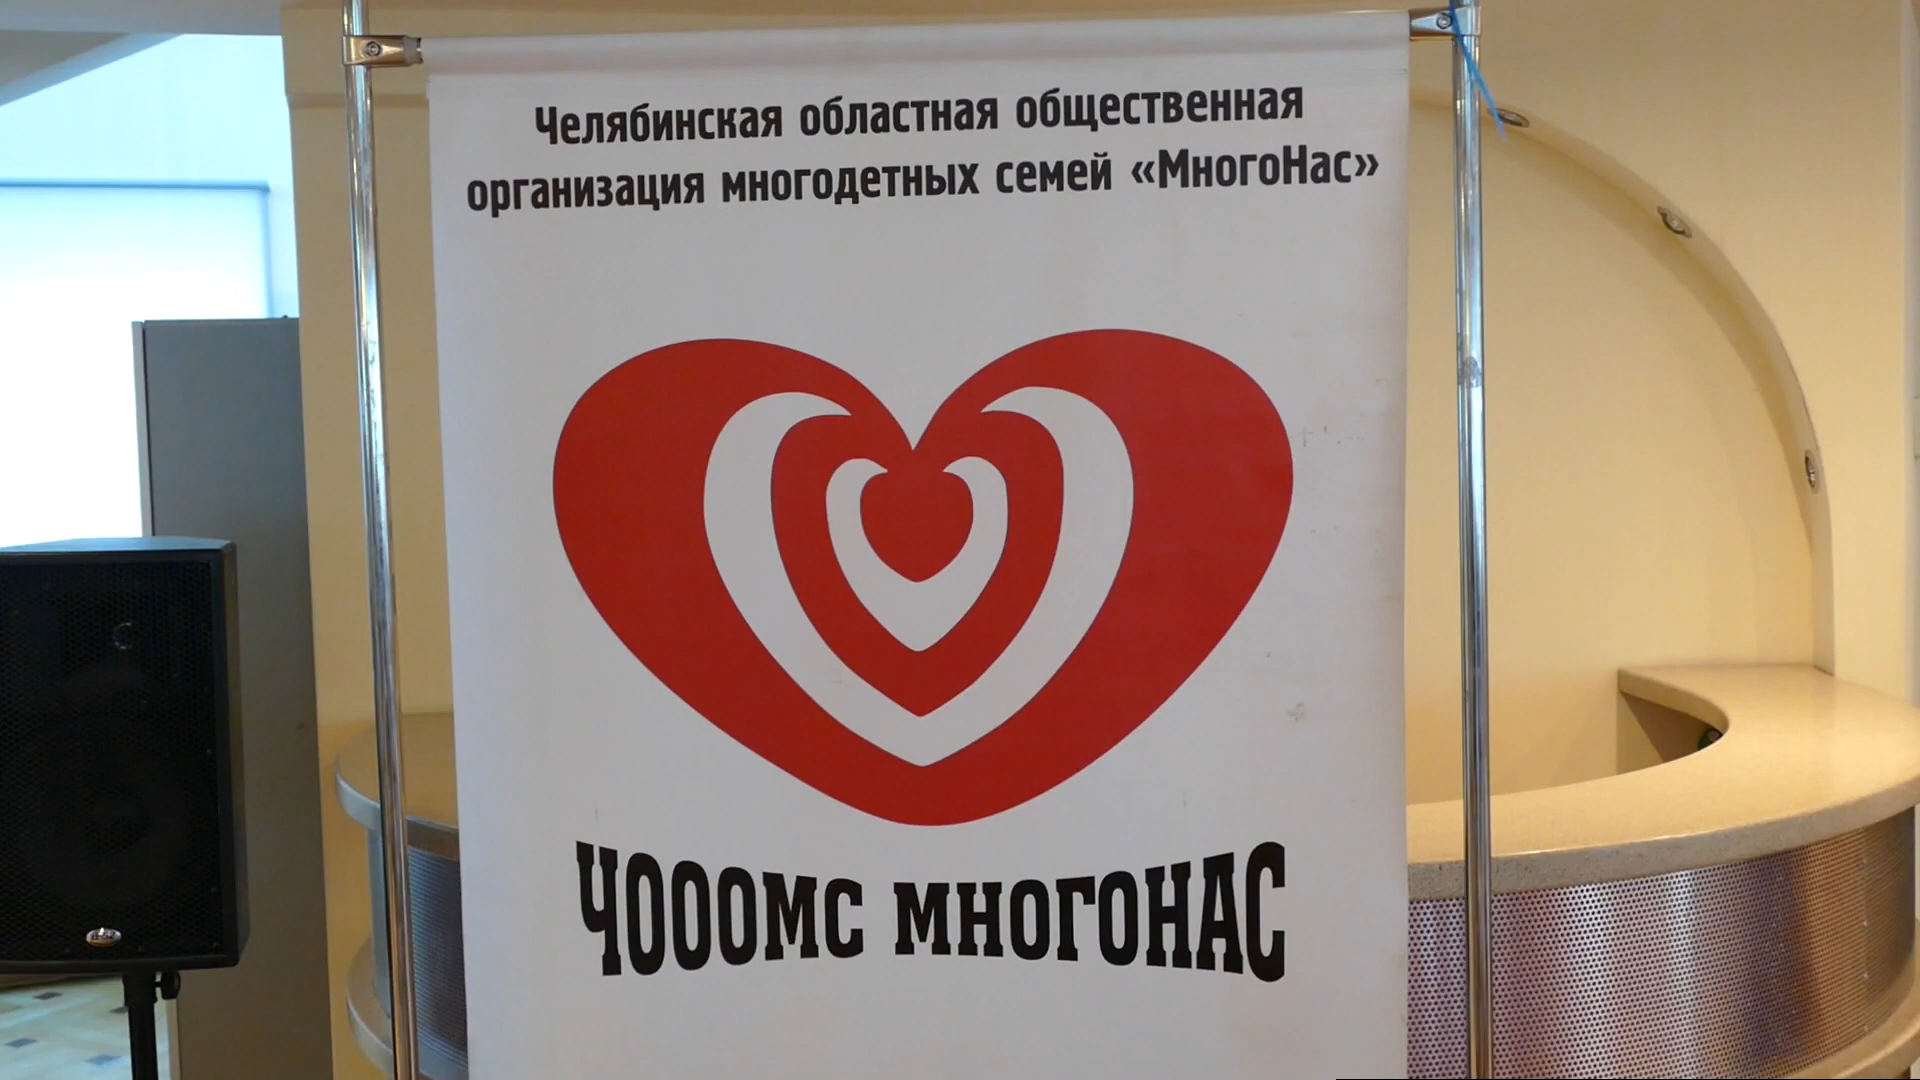 Челябинская областная общественная
организация многодетных семей «МногоНас»
ЧОООМС МНОГОНАС